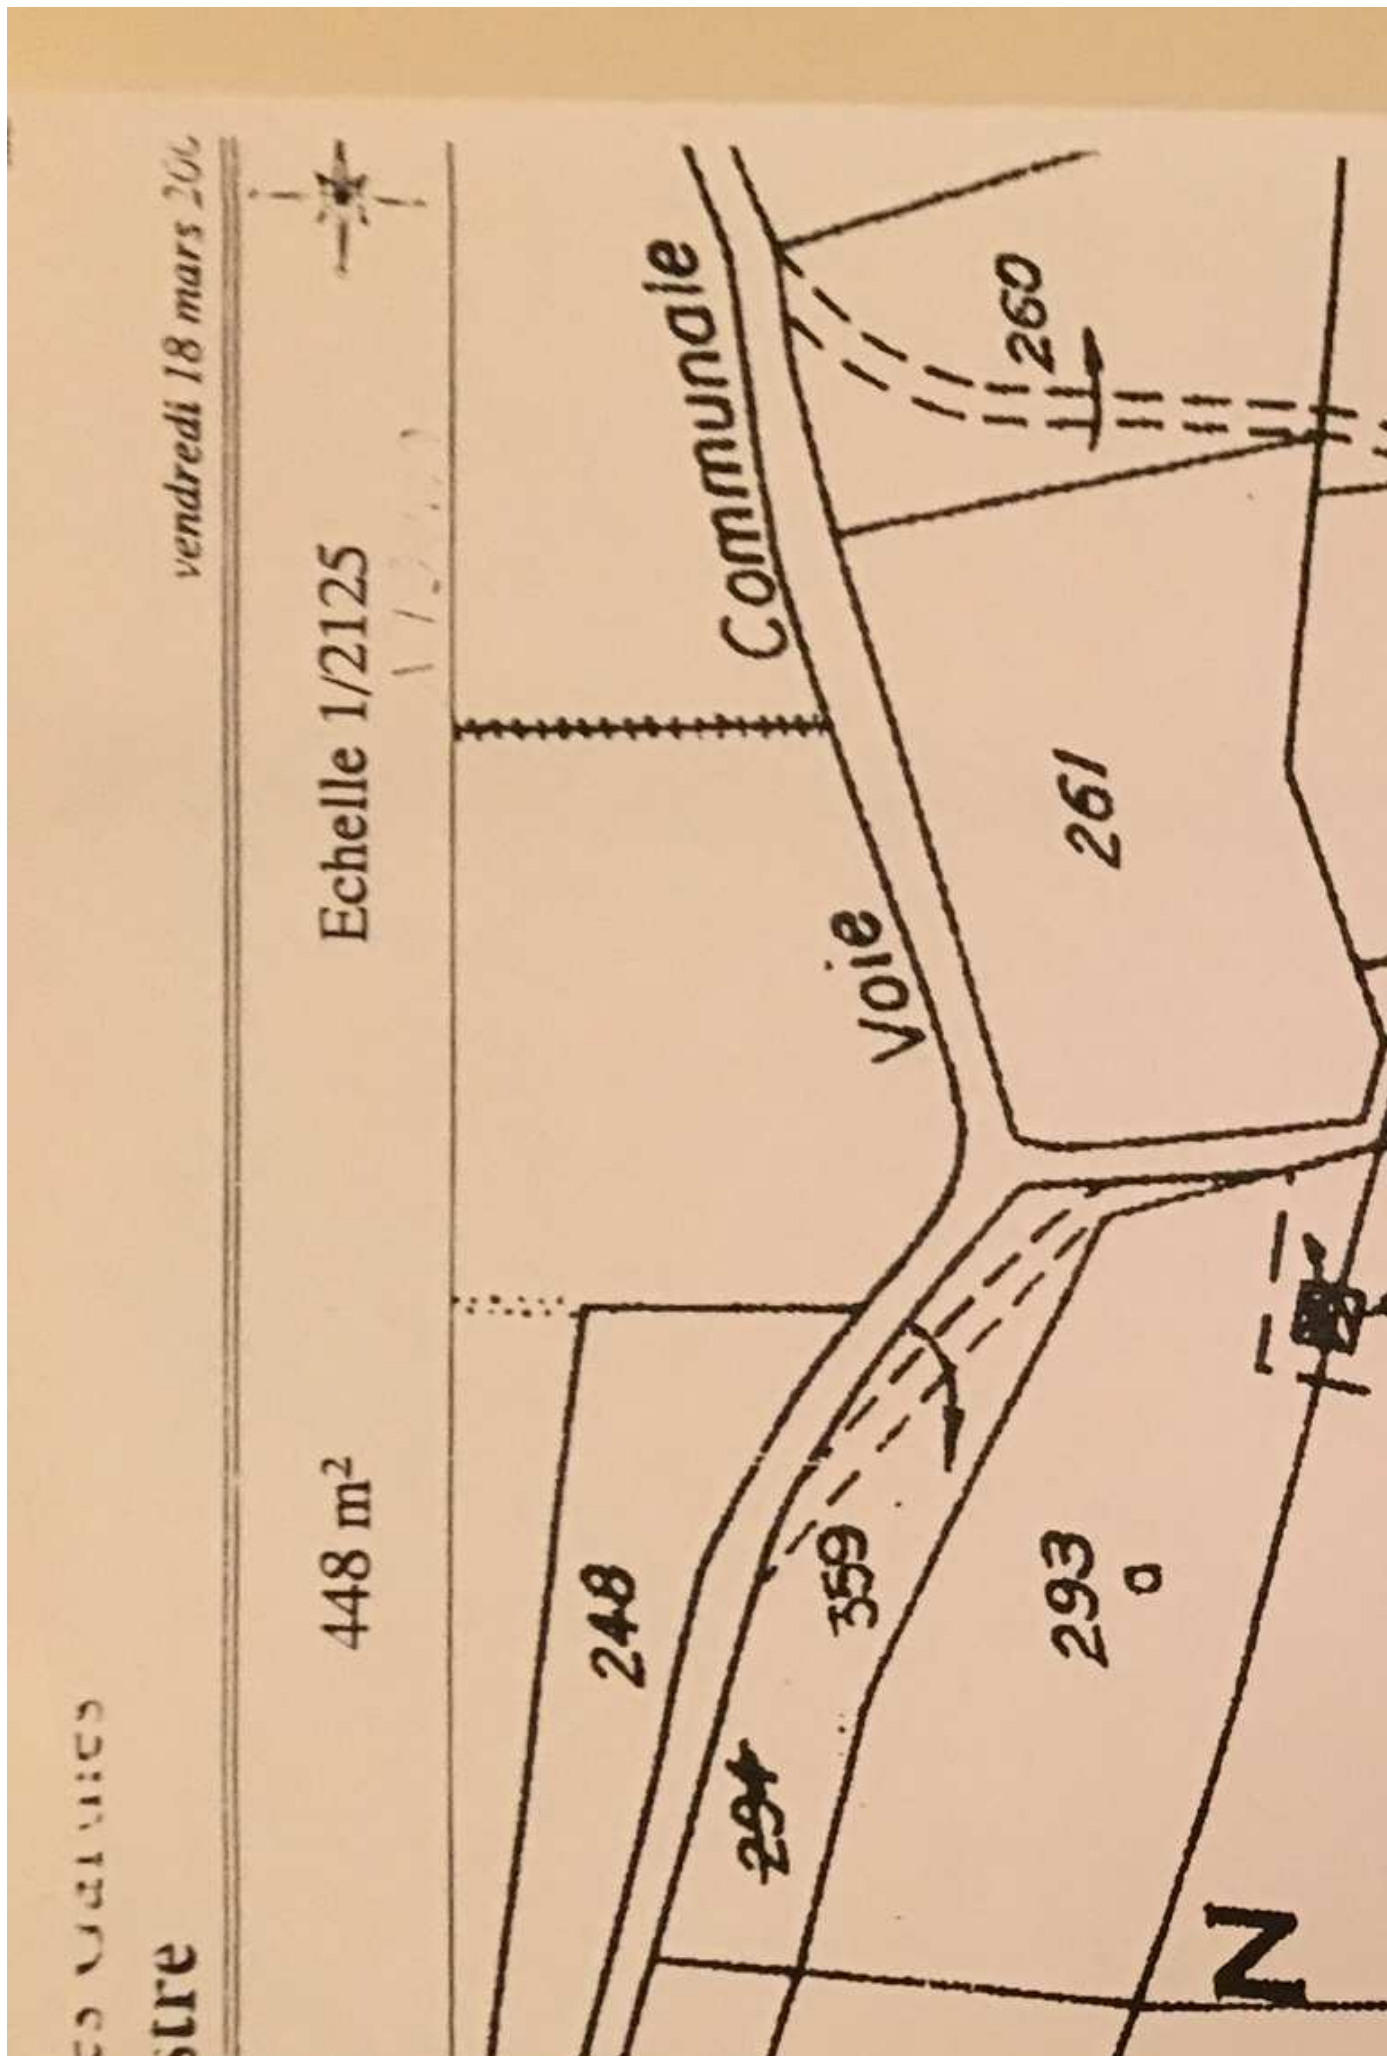 stre
vendredi 18 mars
448 m²
Echelle 1/2125
248
Voie Communale
294
359
260
261
293
N